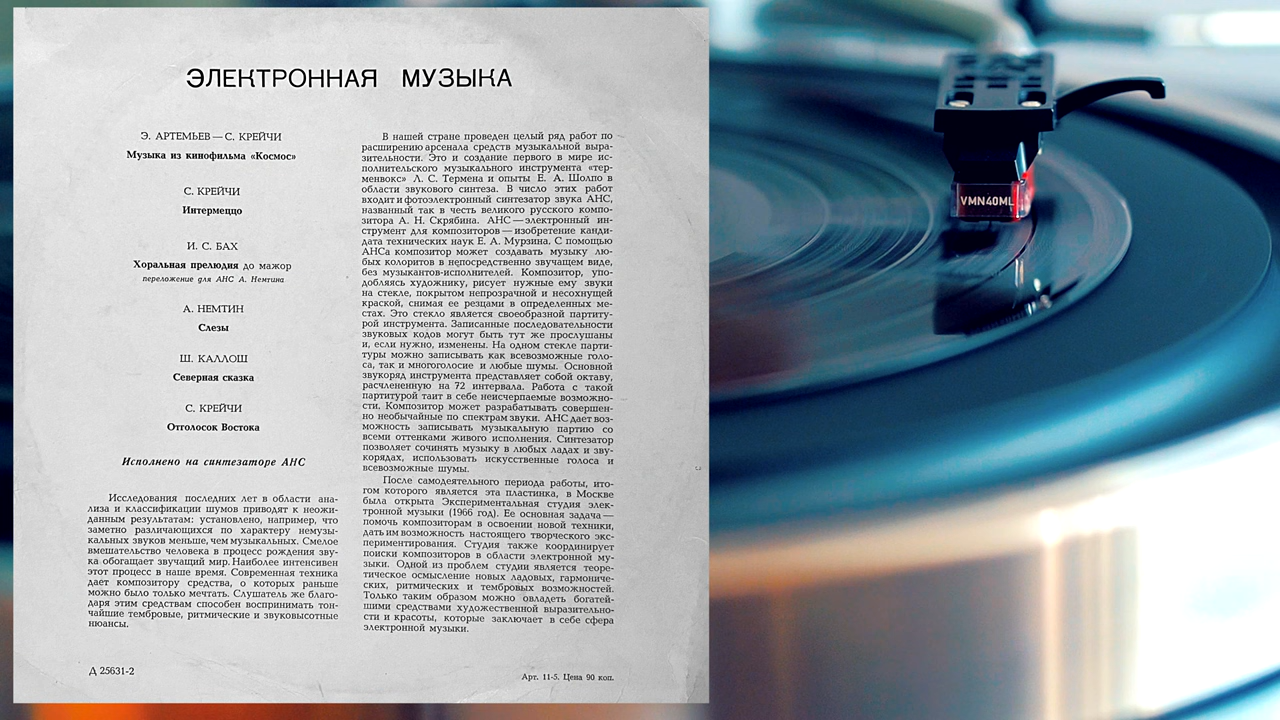 ЭЛЕКТРОННАЯ МУЗЫКА
Э. АРТЕМЬЕВ — С. КРЕЙЧИ
Музыка из кинофильма «Космос»
С. КРЕЙЧИ
Интермеццо
И. С. БАХ
Хоральная прелюдия до мажор
переложение для АНС А. Немтина
А. НЕМТИН
Слезы
Ш. КАЛЛОШ
Северная сказка
С. КРЕЙЧИ
Отголосок Востока
Исполнено на синтезаторе АНС
Исследования последних лет в области ана-
лиза и классификации шумов приводят к неожи-
данным результатам: установлено, например, что
заметно различающихся по характеру немузы-
кальных звуков меньше, чем музыкальных. Смелое
вмешательство человека в процесс рождения зву-
ка обогащает звучащий мир. Наиболее интенсивен
этот процесс в наше время. Современная техника
дает композитору средства, о которых раньше
можно было только мечтать. Слушатель же благо-
даря этим средствам способен воспринимать тон-
чайшие тембровые, ритмические и звуковысотные
нюансы.
В нашей стране проведен целый ряд работ по
расширению арсенала средств музыкальной выра-
зительности. Это и создание первого в мире ис-
полнительского музыкального инструмента «тер-
менвокс» Л. С. Термена и опыты Е. А. Шолпо в
области звукового синтеза. В число этих работ
входит и фотоэлектронный синтезатор звука АНС,
названный так в честь великого русского компо-
зитора А. Н. Скрябина. АНС — электронный ин-
струмент для композиторов — изобретение канди-
дата технических наук Е. А. Мурзина. С помощью
АНСа композитор может создавать музыку лю-
бых колоритов в непосредственно звучащем виде,
без музыкантов-исполнителей. Композитор, упо-
добляясь художнику, рисует нужные ему звуки
на стекле, покрытом непрозрачной и несохнущей
краской, снимая ее резцами в определенных ме-
стах. Это стекло является своеобразной партиту-
рой инструмента. Записанные последовательности
звуковых кодов могут быть тут же прослушаны
и, если нужно, изменены. На одном стекле парти-
туры можно записывать как всевозможные голо-
са, так и многоголосие и любые шумы. Основной
звукоряд инструмента представляет собой октаву,
расчлененную на 72 интервала. Работа с такой
партитурой таит в себе неисчерпаемые возможно-
сти. Композитор может разрабатывать совершен-
но необычайные по спектрам звуки. АНС дает воз-
можность записывать музыкальную партию со
всеми оттенками живого исполнения. Синтезатор
позволяет сочинять музыку в любых ладах и зву-
корядах, использовать искусственные голоса и
всевозможные шумы.
После самодеятельного периода работы, ито-
гом которого является эта пластинка, в Москве
была открыта Экспериментальная студия элек-
тронной музыки (1966 год). Ее основная задача —
помочь композиторам в освоении новой техники,
дать им возможность настоящего творческого экс-
периментирования. Студия также координирует
поиски композиторов в области электронной му-
зыки. Одной из проблем студии является теоре-
тическое осмысление новых ладовых, гармониче-
ских, ритмических и тембровых возможностей.
Только таким образом можно овладеть богатей-
шими средствами художественной выразительно-
сти и красоты, которые заключает в себе сфера
электронной музыки.
Д 25631-2
Арт. 11-5. Цена 90 коп.
VMN40ML